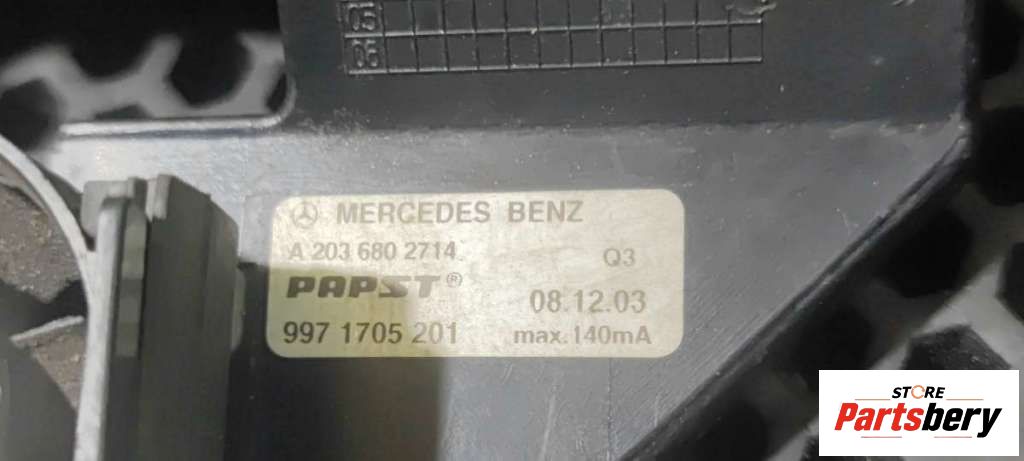 05
06
MERCEDES BENZ
A 203 680 2714
Q3
PAPST®
08.12.03
997 1705 201
max.140mA
STORE
Partsbery